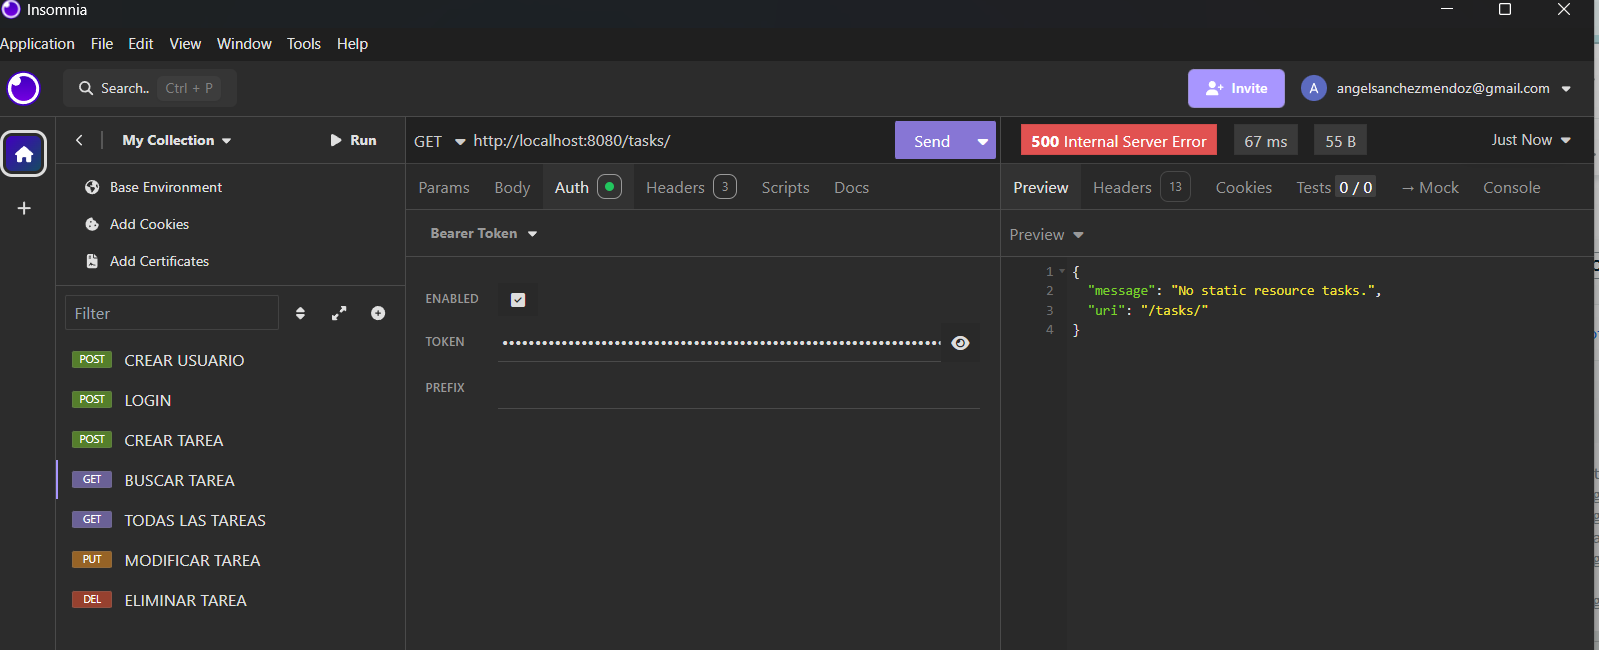 Insomnia
Application File Edit View Window Tools Help
Search.. Ctrl + P
Invite
A angelsanchezmendoz@gmail.com
My Collection Run
GET http://localhost:8080/tasks/ Send
500 Internal Server Error 67 ms 55 B Just Now
Base Environment
Add Cookies
Add Certificates
Filter
POST CREAR USUARIO
POST LOGIN
POST CREAR TAREA
GET BUSCAR TAREA
GET TODAS LAS TAREAS
PUT MODIFICAR TAREA
DEL ELIMINAR TAREA
Params Body Auth Headers 3 Scripts Docs
Bearer Token
ENABLED
TOKEN ••••••••••••••••••••••••••••••••••••••••••••••••••••••••••••••••••
PREFIX
Preview Headers 13 Cookies Tests 0 / 0 → Mock Console
Preview
1 {
2 "message": "No static resource tasks.",
3 "uri": "/tasks/"
4 }